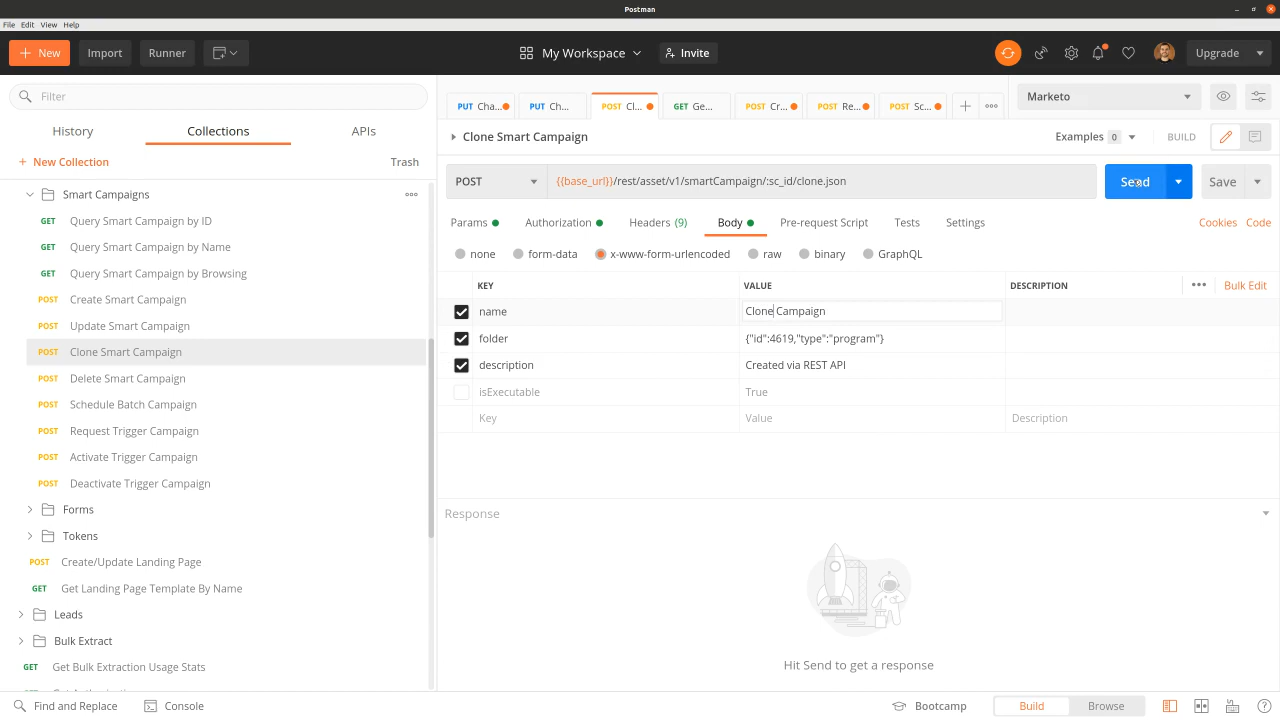 Postman
File Edit View Help
New
Import
Runner
My Workspace
Invite
Upgrade
Filter
History
Collections
APIs
New Collection
Trash
Smart Campaigns
GET Query Smart Campaign by ID
GET Query Smart Campaign by Name
GET Query Smart Campaign by Browsing
POST Create Smart Campaign
POST Update Smart Campaign
POST Clone Smart Campaign
POST Delete Smart Campaign
POST Schedule Batch Campaign
POST Request Trigger Campaign
POST Activate Trigger Campaign
POST Deactivate Trigger Campaign
Forms
Tokens
POST Create/Update Landing Page
GET Get Landing Page Template By Name
Leads
Bulk Extract
GET Get Bulk Extraction Usage Stats
PUT Cha... PUT Ch... POST Cl... GET Ge... POST Cr... POST Re... POST Sc...
Marketo
Clone Smart Campaign
Examples 0
BUILD
POST
{{base_url}}/rest/asset/v1/smartCampaign/:sc_id/clone.json
Send
Save
Params Authorization Headers (9) Body Pre-request Script Tests Settings
Cookies Code
none form-data x-www-form-urlencoded raw binary GraphQL
KEY VALUE DESCRIPTION
Bulk Edit
name Clone Campaign
folder {"id":4619,"type":"program"}
description Created via REST API
isExecutable True
Key Value Description
Response
Hit Send to get a response
Find and Replace
Console
Bootcamp
Build
Browse